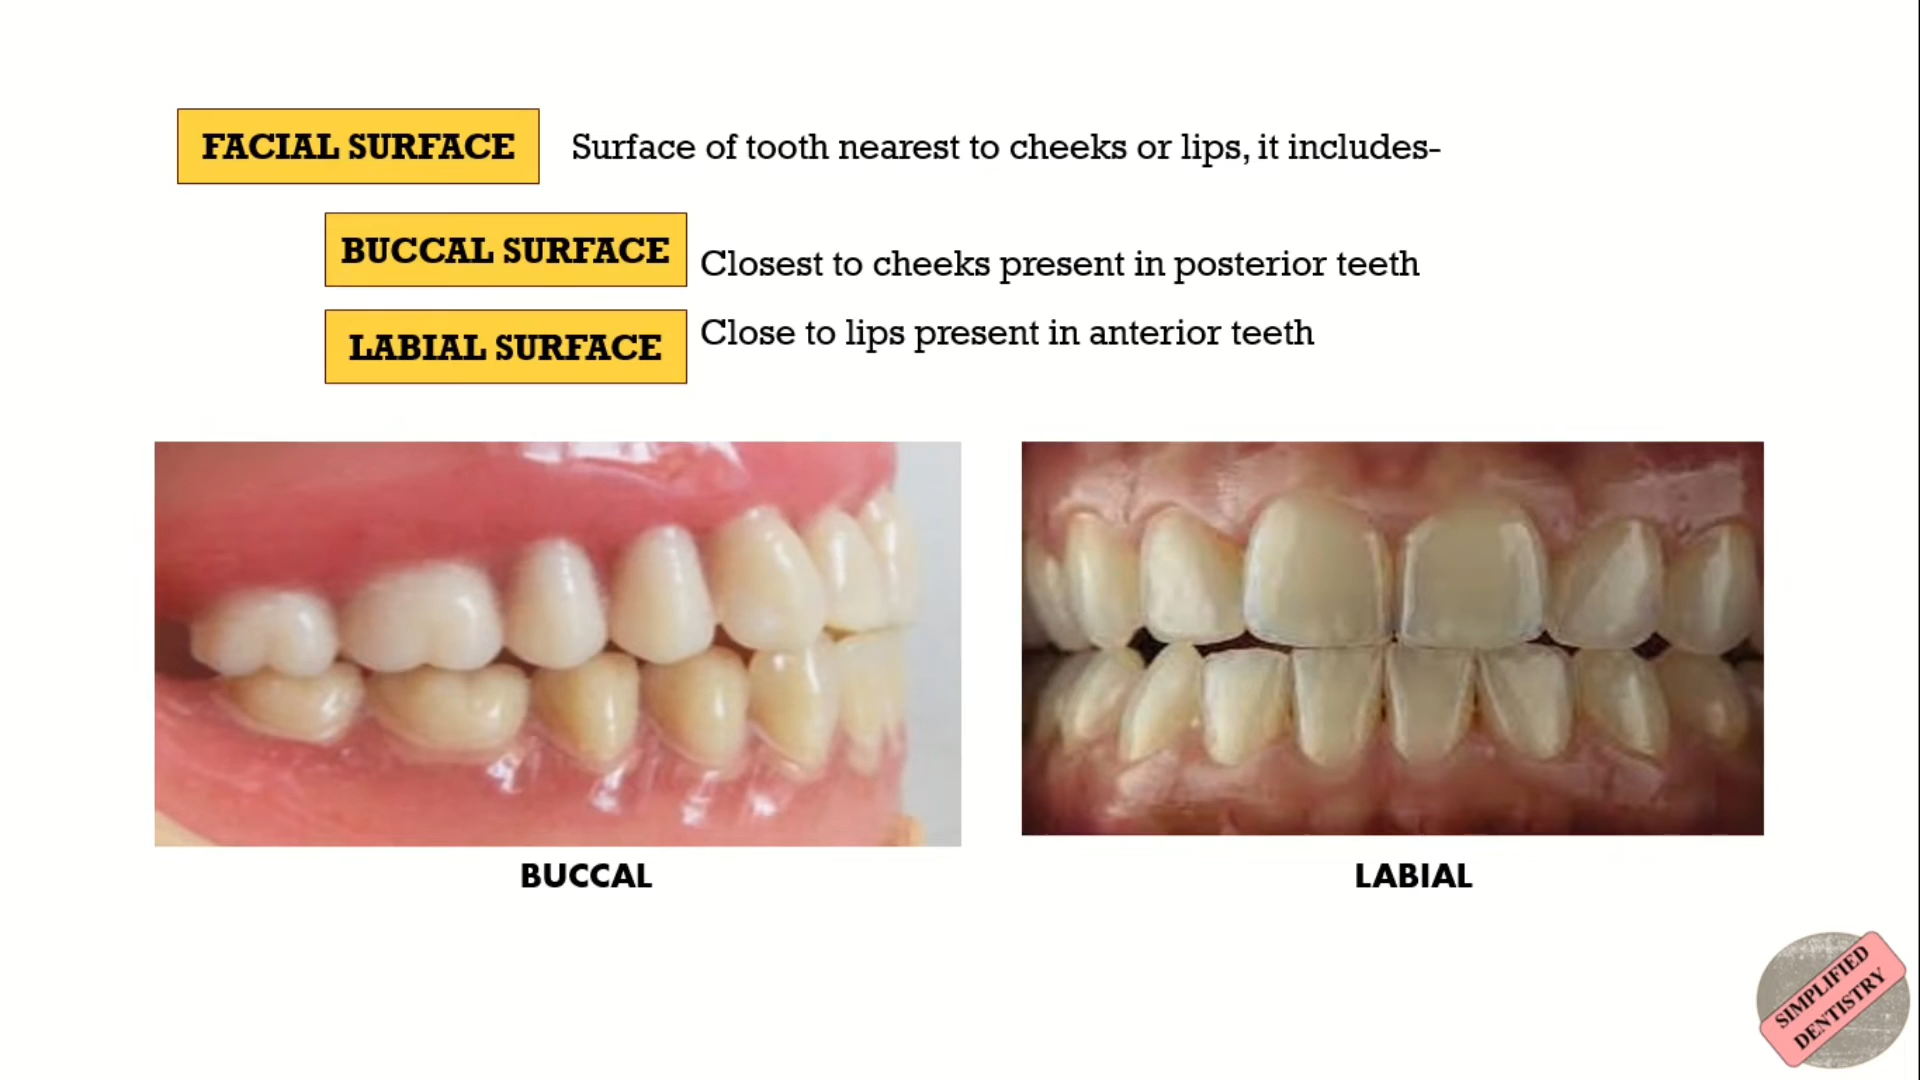 FACIAL SURFACE Surface of tooth nearest to cheeks or lips, it includes-
BUCCAL SURFACE Closest to cheeks present in posterior teeth
LABIAL SURFACE Close to lips present in anterior teeth
BUCCAL
LABIAL
SIMPLIFIED
DENTISTRY